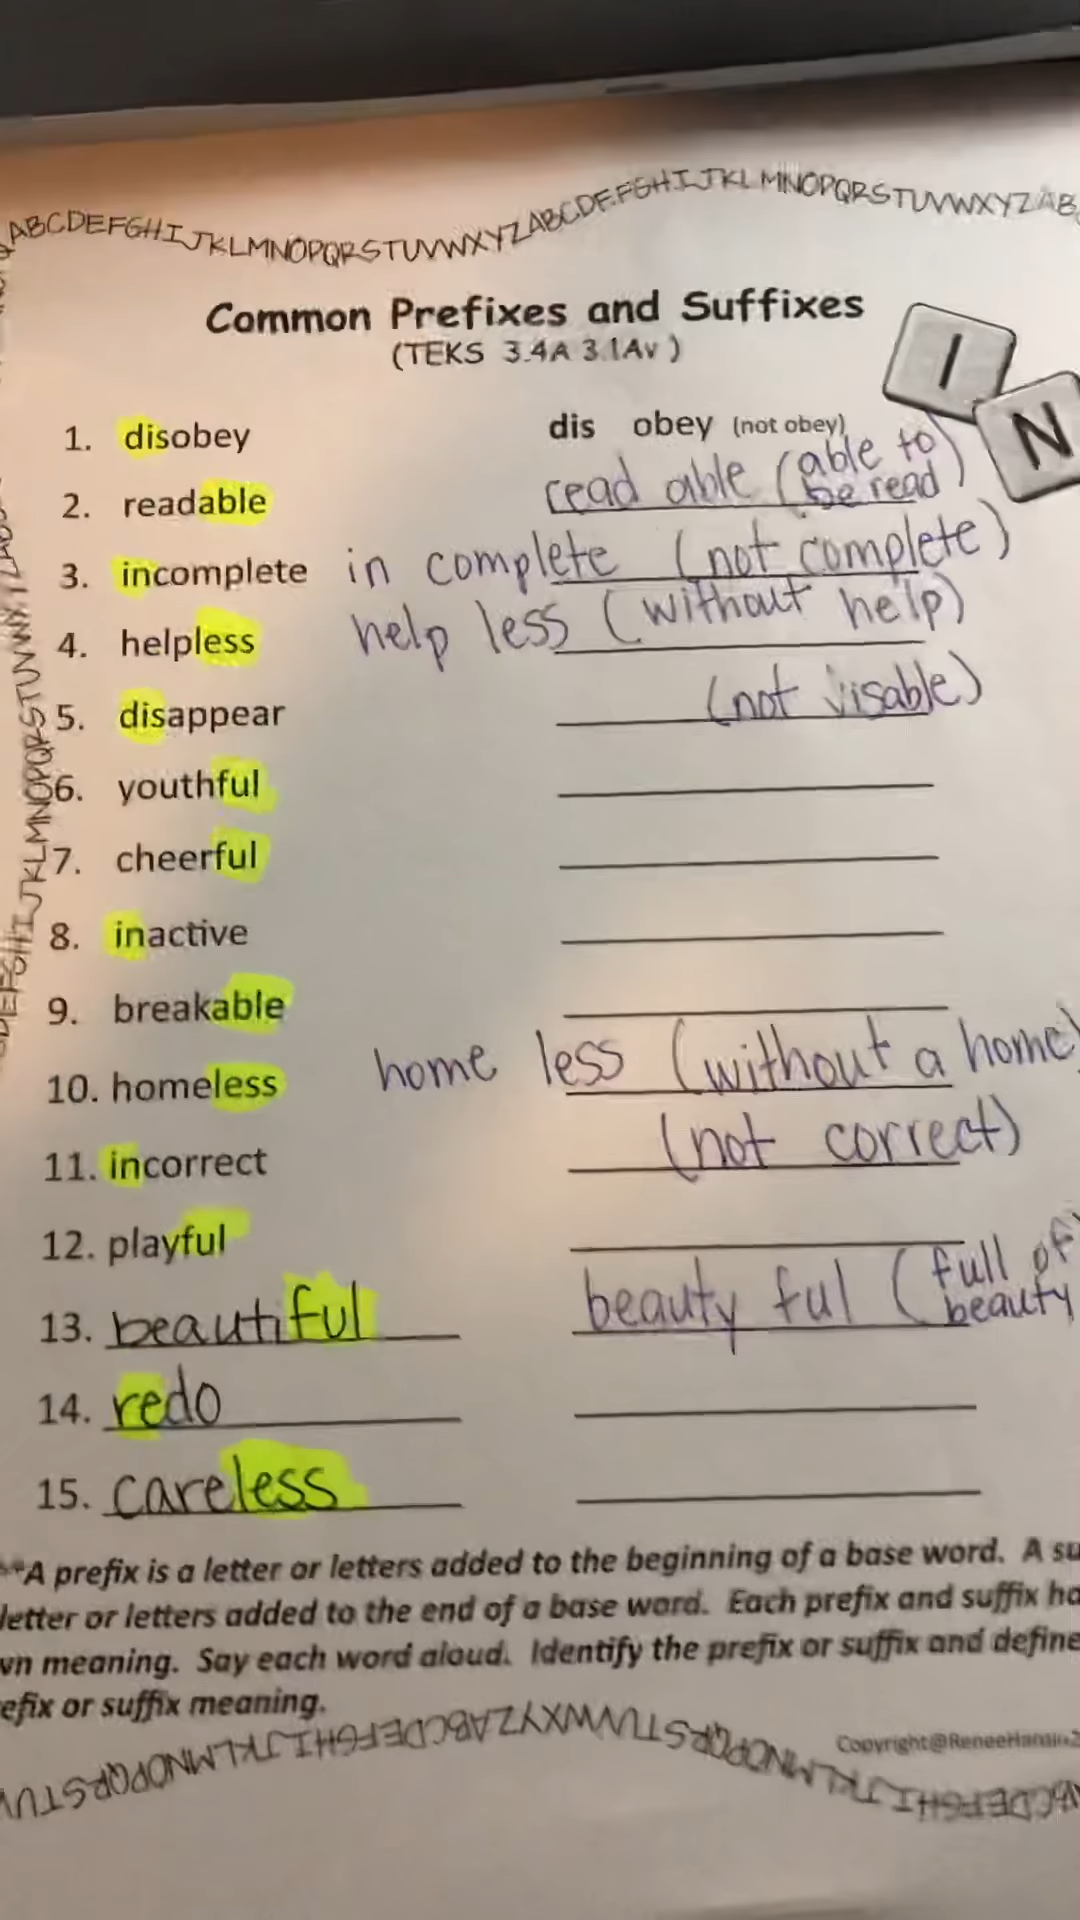 ABCDEFGHIJKLMNOPQRSTUVWXYZABCDEFGHIJKLMNOPQRSTUVWXYZAB
Common Prefixes and Suffixes
(TEKS 3.4A 3.1Av )
I
N
1. disobey dis obey (not obey)
2. readable read able (able to be read)
3. incomplete in complete (not complete)
4. helpless help less (without help)
5. disappear (not visable)
6. youthful
7. cheerful
8. inactive
9. breakable
10. homeless home less (without a home)
11. incorrect (not correct)
12. playful
13. beautiful beauty ful (full of beauty
14. redo
15. careless
**A prefix is a letter or letters added to the beginning of a base word. A su
letter or letters added to the end of a base word. Each prefix and suffix ha
wn meaning. Say each word aloud. Identify the prefix or suffix and define
efix or suffix meaning.